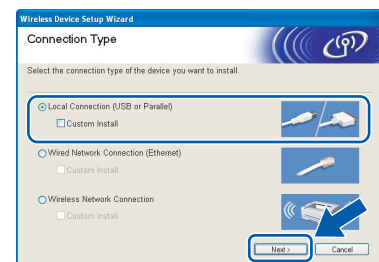 Wireless Device Setup Wizard
Connection Type
Select the connection type of the device you want to install.
Local Connection (USB or Parallel)
Custom Install
Wired Network Connection (Ethernet)
Custom Install
Wireless Network Connection
Custom Install
Next >
Cancel